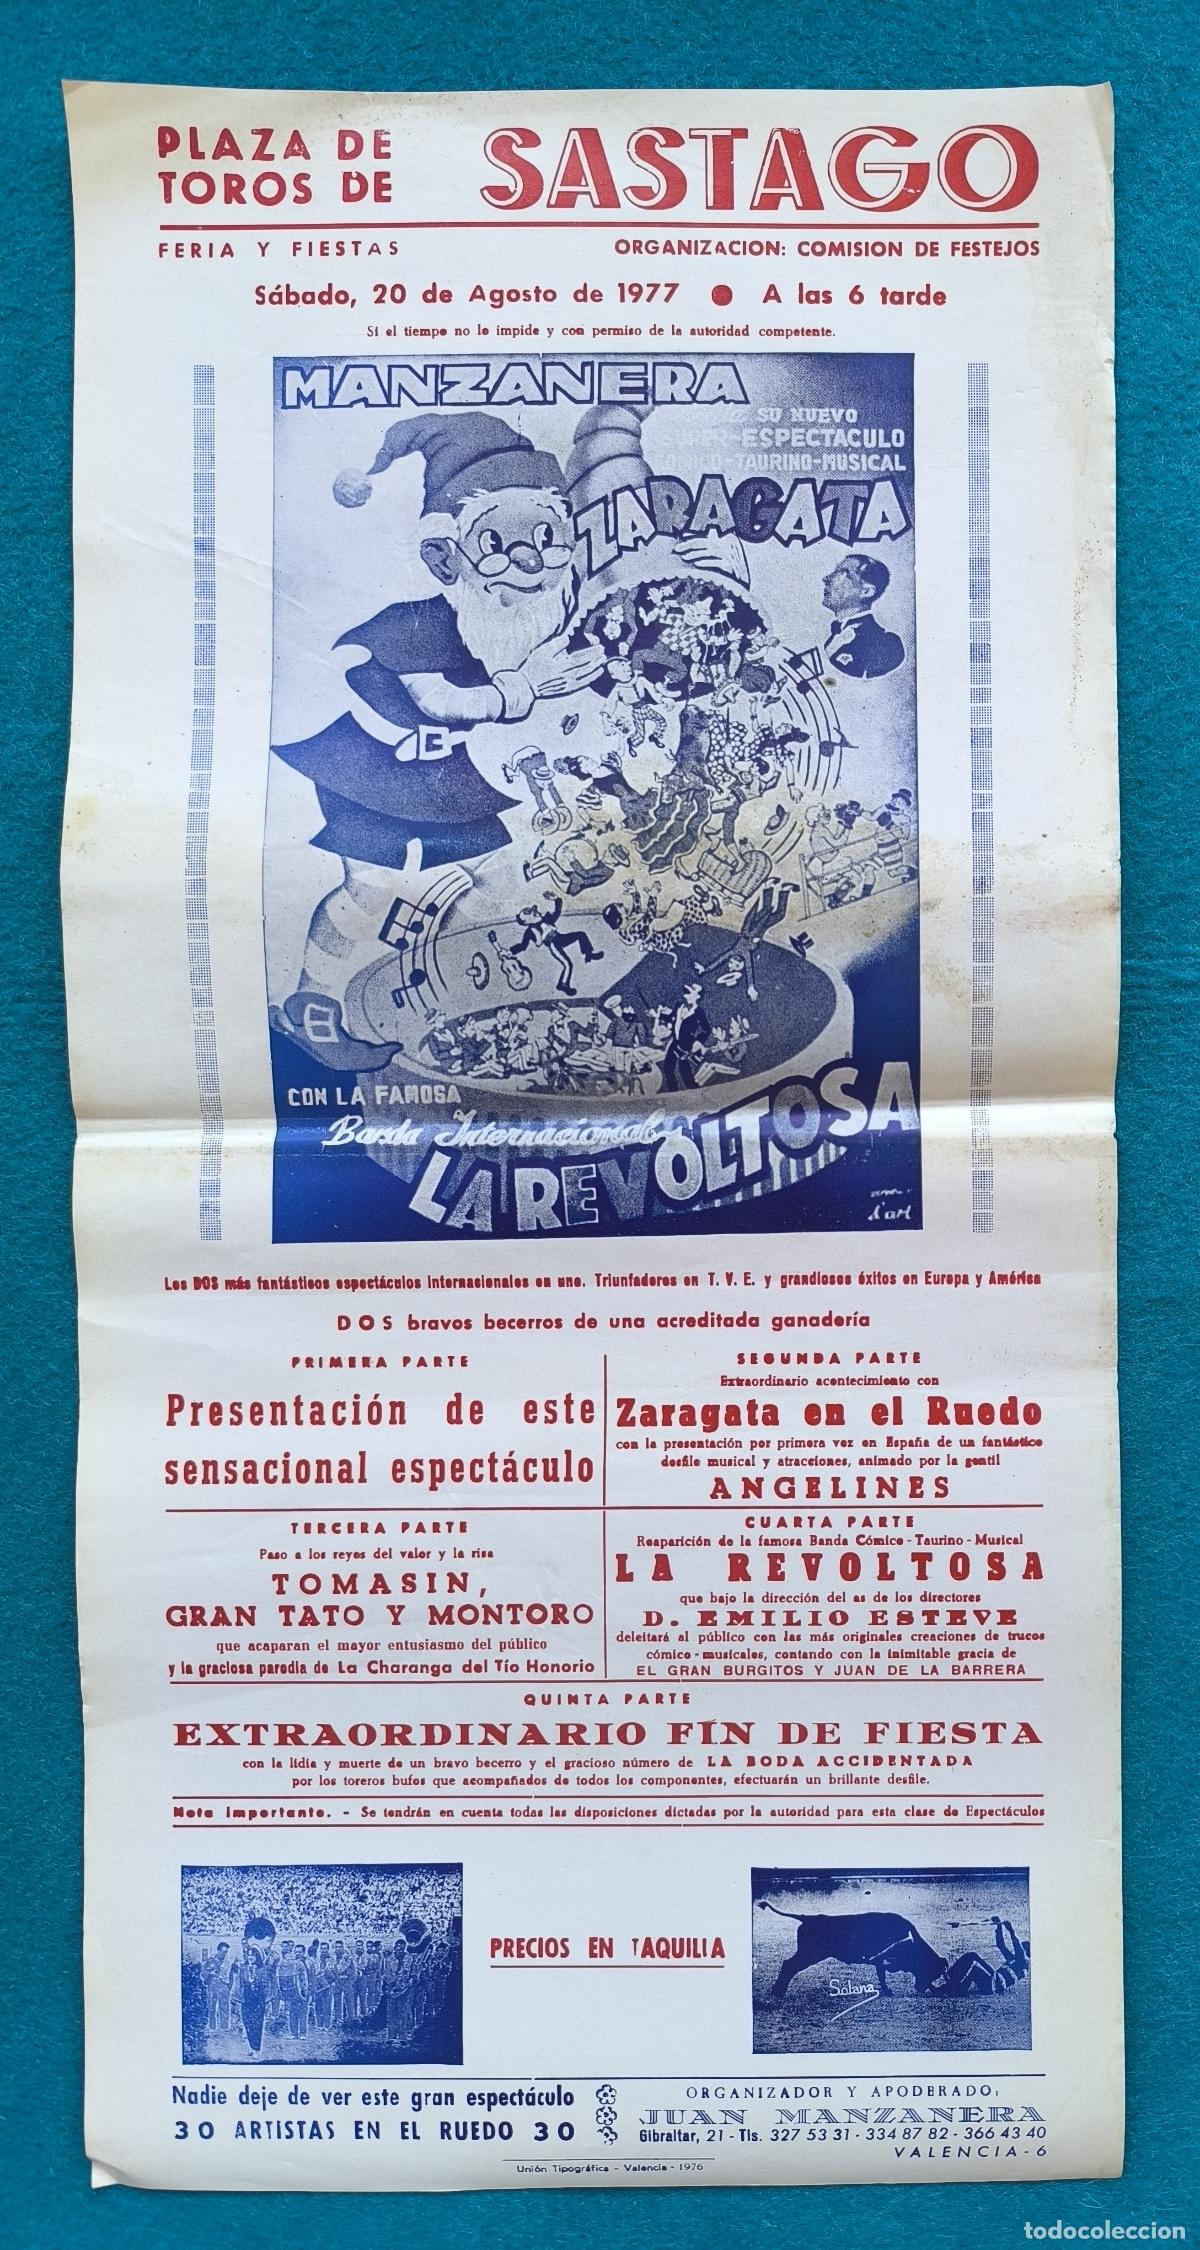 PLAZA DE
TOROS DE
SASTAGO
FERIA Y FIESTAS
ORGANIZACION: COMISION DE FESTEJOS
Sábado, 20 de Agosto de 1977 ● A las 6 tarde
Si el tiempo no lo impide y con permiso de la autoridad competente.
MANZANERA
SU NUEVO
SUPER-ESPECTACULO
COMICO-TAURINO-MUSICAL
ZARAGATA
CON LA FAMOSA
Banda Internacional
LA REVOLTOSA
d'art
Los DOS más fantásticos espectáculos internacionales en uno. Triunfadores en T. V. E. y grandiosos éxitos en Europa y América
DOS bravos becerros de una acreditada ganadería
PRIMERA PARTE
Presentación de este
sensacional espectáculo
SEGUNDA PARTE
Extraordinario acontecimiento con
Zaragata en el Ruedo
con la presentación por primera vez en España de un fantástico
desfile musical y atracciones, animado por la gentil
ANGELINES
TERCERA PARTE
Paso a los reyes del valor y la risa
TOMASIN,
GRAN TATO Y MONTORO
que acaparan el mayor entusiasmo del público
y la graciosa parodia de La Charanga del Tío Honorio
CUARTA PARTE
Reaparición de la famosa Banda Cómico - Taurino - Musical
LA REVOLTOSA
que bajo la dirección del as de los directores
D. EMILIO ESTEVE
deleitará al público con las más originales creaciones de trucos
cómico - musicales, contando con la inimitable gracia de
EL GRAN BURGITOS Y JUAN DE LA BARRERA
QUINTA PARTE
EXTRAORDINARIO FIN DE FIESTA
con la lidia y muerte de un bravo becerro y el gracioso número de LA BODA ACCIDENTADA
por los toreros bufos que acompañados de todos los componentes, efectuarán un brillante desfile.
Nota importante. - Se tendrán en cuenta todas las disposiciones dictadas por la autoridad para esta clase de Espectáculos
PRECIOS EN TAQUILLA
Solana
Nadie deje de ver este gran espectáculo
30 ARTISTAS EN EL RUEDO 30
ORGANIZADOR Y APODERADO:
JUAN MANZANERA
Gibraltar, 21 - Tls. 327 53 31 - 334 87 82 - 366 43 40
VALENCIA - 6
Unión Tipográfica - Valencia - 1976
todocoleccion